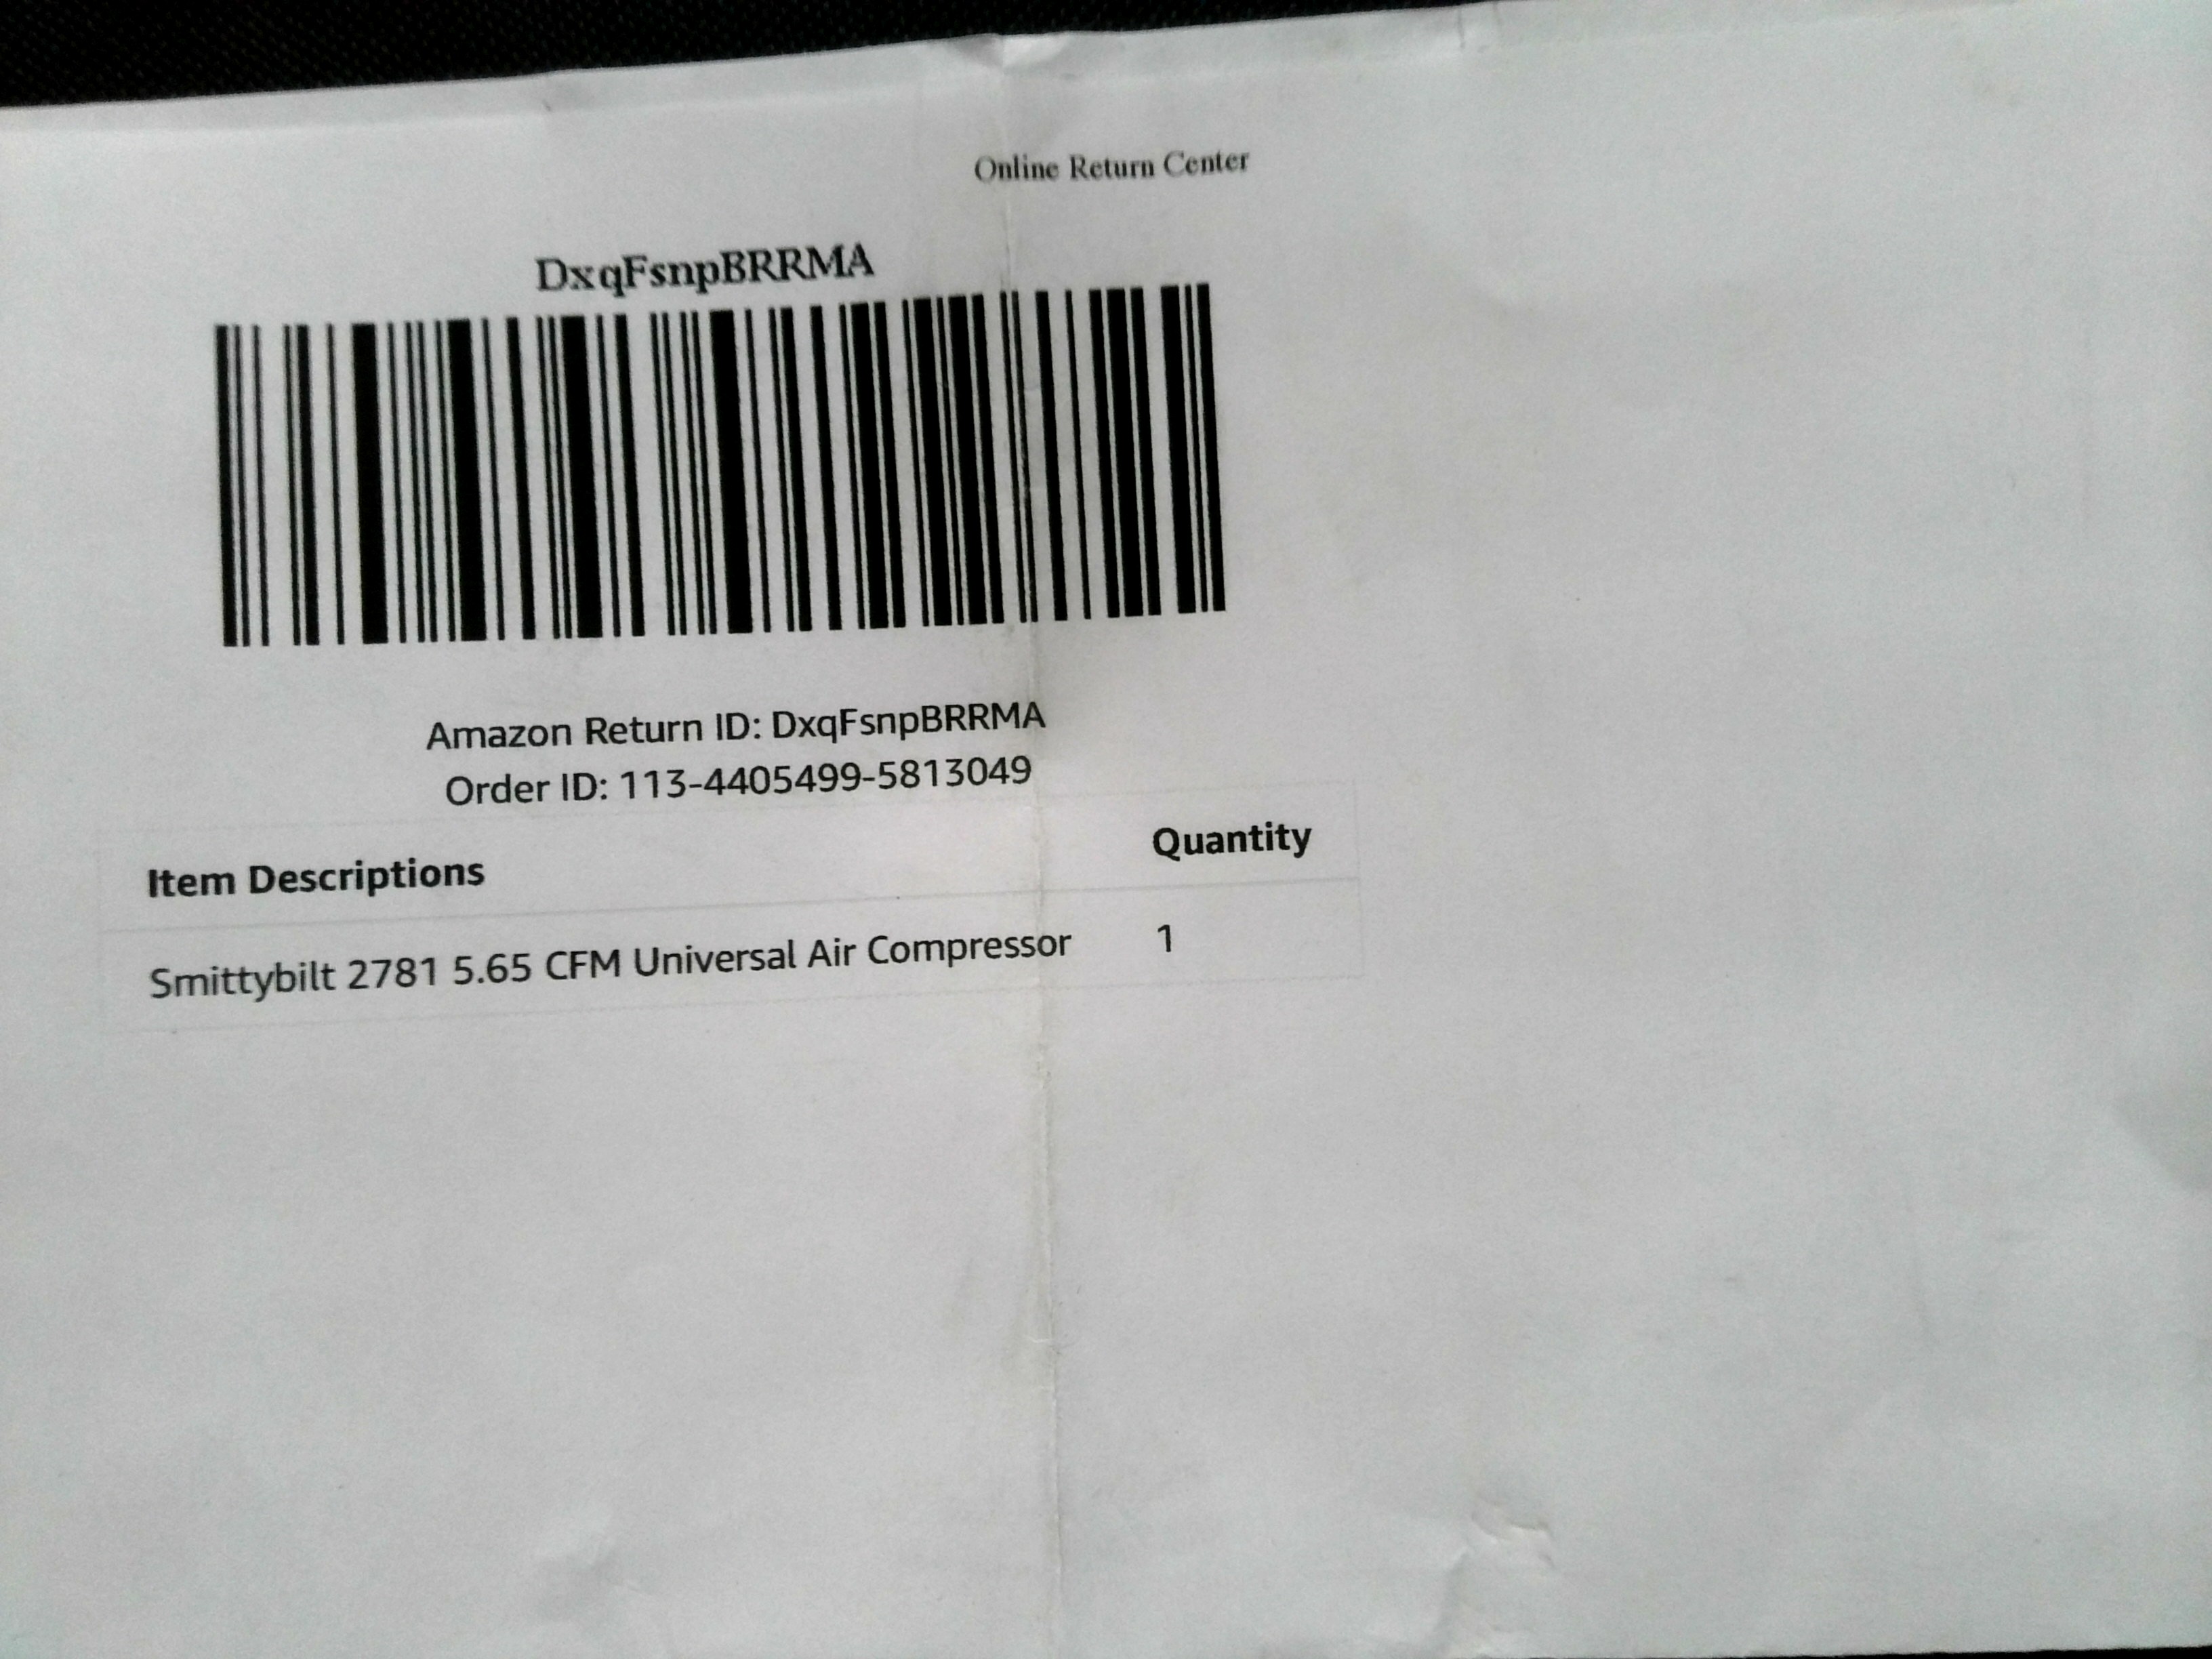 Online Return Center
DxqFsnpBRRMA
Amazon Return ID: DxqFsnpBRRMA
Order ID: 113-4405499-5813049
Item Descriptions Quantity
Smittybilt 2781 5.65 CFM Universal Air Compressor 1